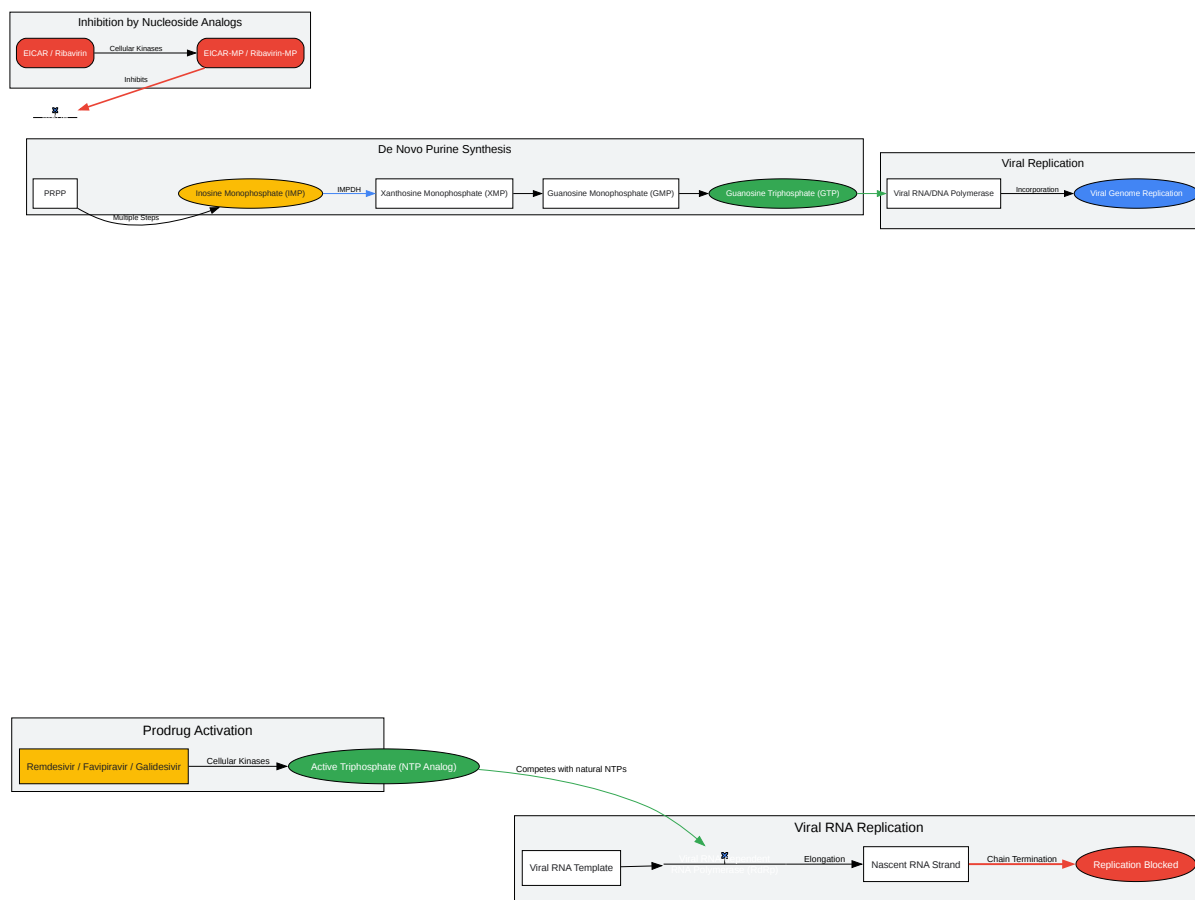 Inhibition by Nucleoside Analogs
EICAR / Ribavirin
Cellular Kinases
EICAR-MP / Ribavirin-MP
Inhibits
De Novo Purine Synthesis
PRPP
Multiple Steps
Inosine Monophosphate (IMP)
IMPDH
Xanthosine Monophosphate (XMP)
Guanosine Monophosphate (GMP)
Guanosine Triphosphate (GTP)
Viral Replication
Viral RNA/DNA Polymerase
Incorporation
Viral Genome Replication
Prodrug Activation
Remdesivir / Favipiravir / Galidesivir
Cellular Kinases
Active Triphosphate (NTP Analog)
Competes with natural NTPs
Viral RNA Replication
Viral RNA Template
Elongation
Nascent RNA Strand
Chain Termination
Replication Blocked